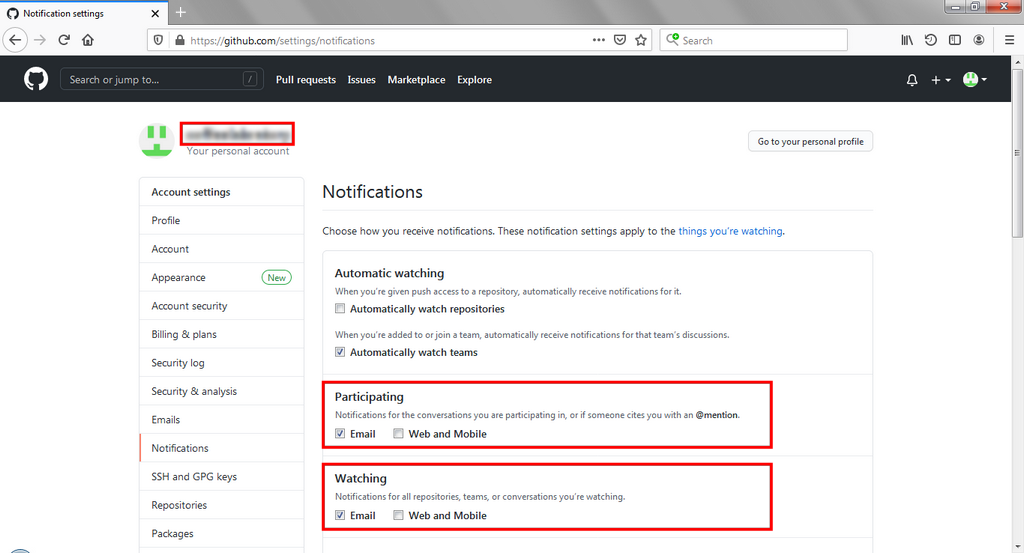 Notification settings
https://github.com/settings/notifications
Search
Search or jump to...
/
Pull requests
Issues
Marketplace
Explore
Your personal account
Go to your personal profile
Account settings
Profile
Account
Appearance
New
Account security
Billing & plans
Security log
Security & analysis
Emails
Notifications
SSH and GPG keys
Repositories
Packages
Notifications
Choose how you receive notifications. These notification settings apply to the things you're watching.
Automatic watching
When you're given push access to a repository, automatically receive notifications for it.
Automatically watch repositories
When you're added to or join a team, automatically receive notifications for that team's discussions.
Automatically watch teams
Participating
Notifications for the conversations you are participating in, or if someone cites you with an @mention.
Email Web and Mobile
Watching
Notifications for all repositories, teams, or conversations you're watching.
Email Web and Mobile